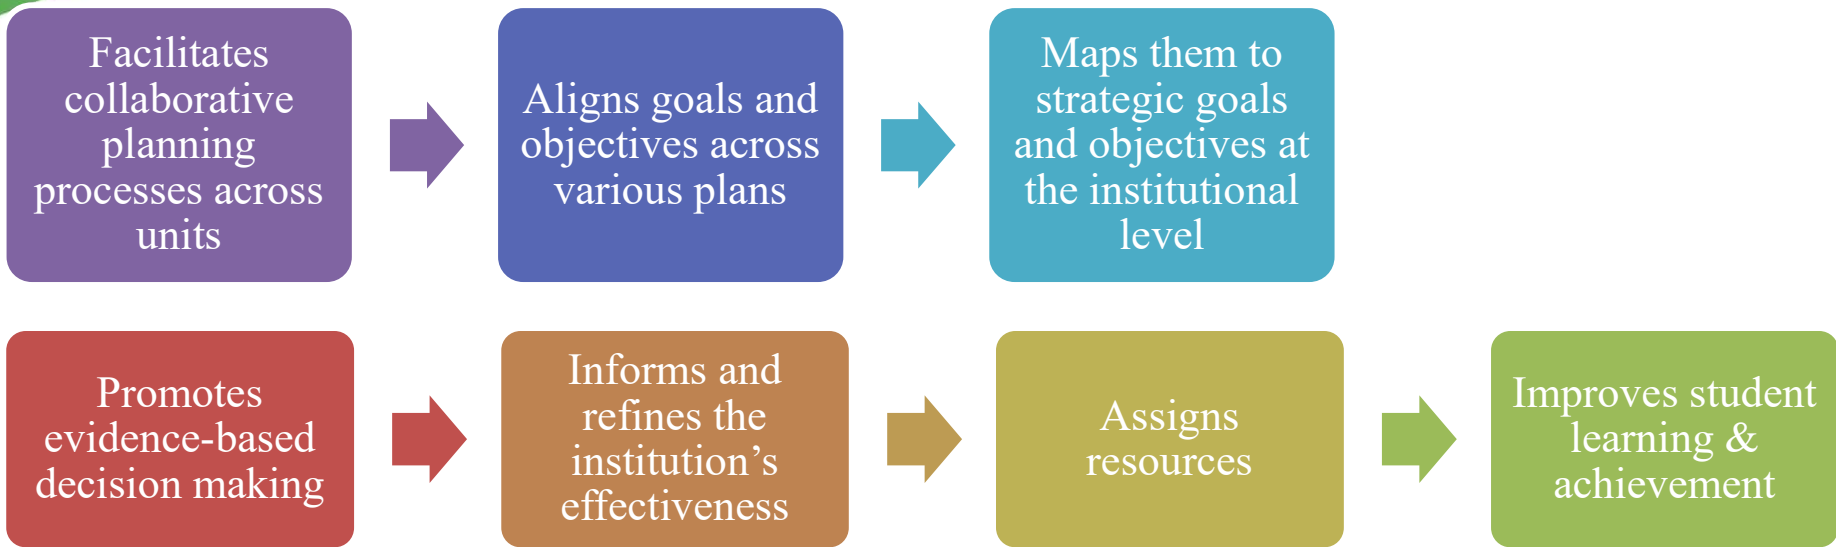 Facilitates
collaborative
planning
processes across
units
Aligns goals and
objectives across
various plans
Maps them to
strategic goals
and objectives at
the institutional
level
Promotes
evidence-based
decision making
Informs and
refines the
institution’s
effectiveness
Assigns
resources
Improves student
learning &
achievement